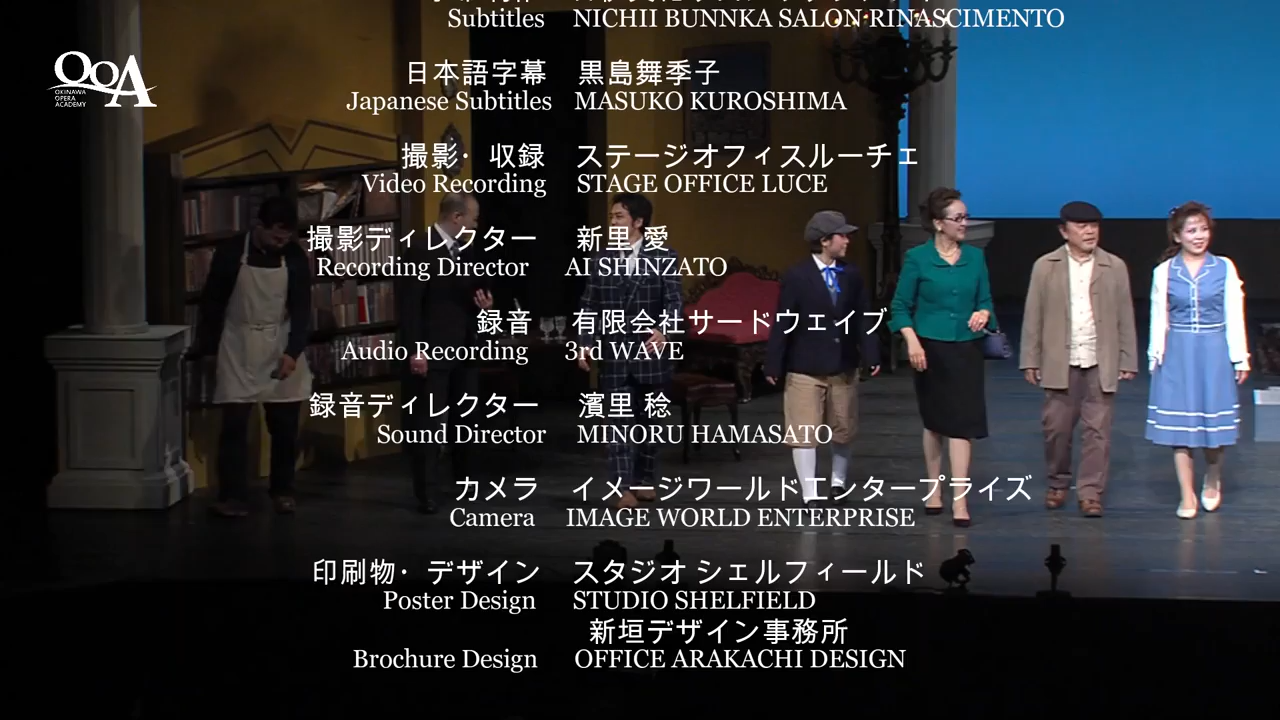 Subtitles NICHII BUNNKA SALON RINASCIMENTO
OOA
OKINAWA
OPERA
ACADEMY
日本語字幕 黒島舞季子
Japanese Subtitles MASUKO KUROSHIMA
撮影・収録 ステージオフィスルーチェ
Video Recording STAGE OFFICE LUCE
撮影ディレクター 新里 愛
Recording Director AI SHINZATO
録音 有限会社サードウェイブ
Audio Recording 3rd WAVE
録音ディレクター 濱里 稔
Sound Director MINORU HAMASATO
カメラ イメージワールドエンタープライズ
Camera IMAGE WORLD ENTERPRISE
印刷物・デザイン スタジオ シェルフィールド
Poster Design STUDIO SHELFIELD
新垣デザイン事務所
Brochure Design OFFICE ARAKACHI DESIGN